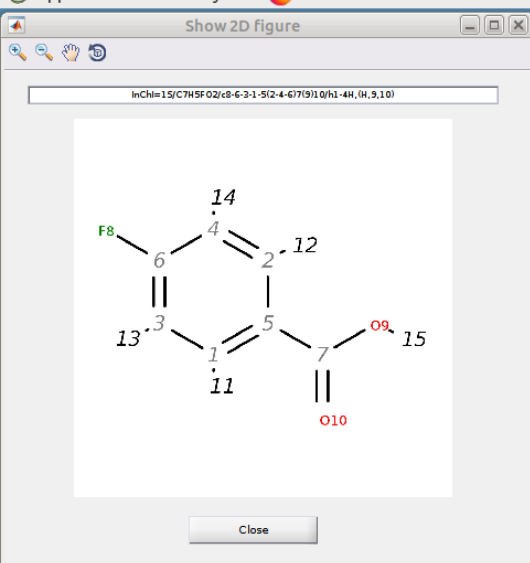 Show 2D figure
InChI=1S/C7H5FO2/c8-6-3-1-5(2-4-6)7(9)10/h1-4H,(H,9,10)
14
F8
4
12
6
2
3
5
O9
13
15
1
7
11
O10
Close